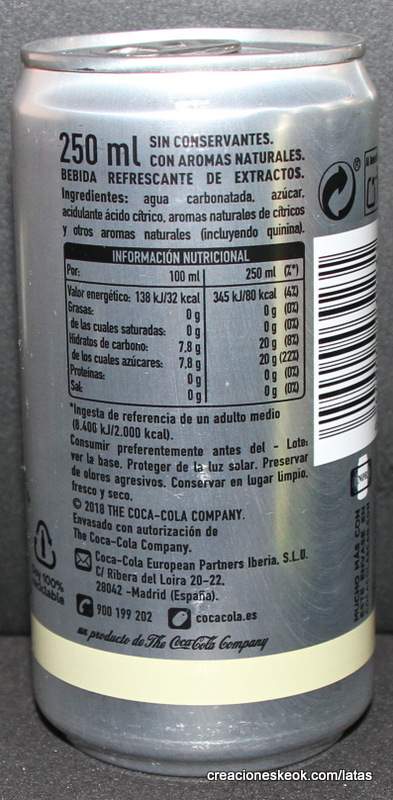 250 ml SIN CONSERVANTES.
CON AROMAS NATURALES.
BEBIDA REFRESCANTE DE EXTRACTOS.
Ingredientes: agua carbonatada, azúcar,
acidulante ácido cítrico, aromas naturales de cítricos
y otros aromas naturales (incluyendo quinina).
INFORMACIÓN NUTRICIONAL
Por: 100 ml 250 ml (%*)
Valor energético: 138 kJ/32 kcal 345 kJ/80 kcal (4%)
Grasas: 0 g 0 g (0%)
de las cuales saturadas: 0 g 0 g (0%)
Hidratos de carbono: 7,8 g 20 g (8%)
de los cuales azúcares: 7,8 g 20 g (22%)
Proteínas: 0 g 0 g (0%)
Sal: 0 g 0 g (0%)
*Ingesta de referencia de un adulto medio
(8.400 kJ/2.000 kcal).
Consumir preferentemente antes del - Lote:
ver la base. Proteger de la luz solar. Preservar
de olores agresivos. Conservar en lugar limpio,
fresco y seco.
© 2018 THE COCA-COLA COMPANY.
Envasado con autorización de
The Coca-Cola Company.
Coca-Cola European Partners Iberia, S.L.U.
C/ Ribera del Loira 20-22.
28042 -Madrid (España).
900 199 202 cocacola.es
un producto de The Coca-Cola Company
100%
MUCHO MÁS CON
creacioneskeok.com/latas